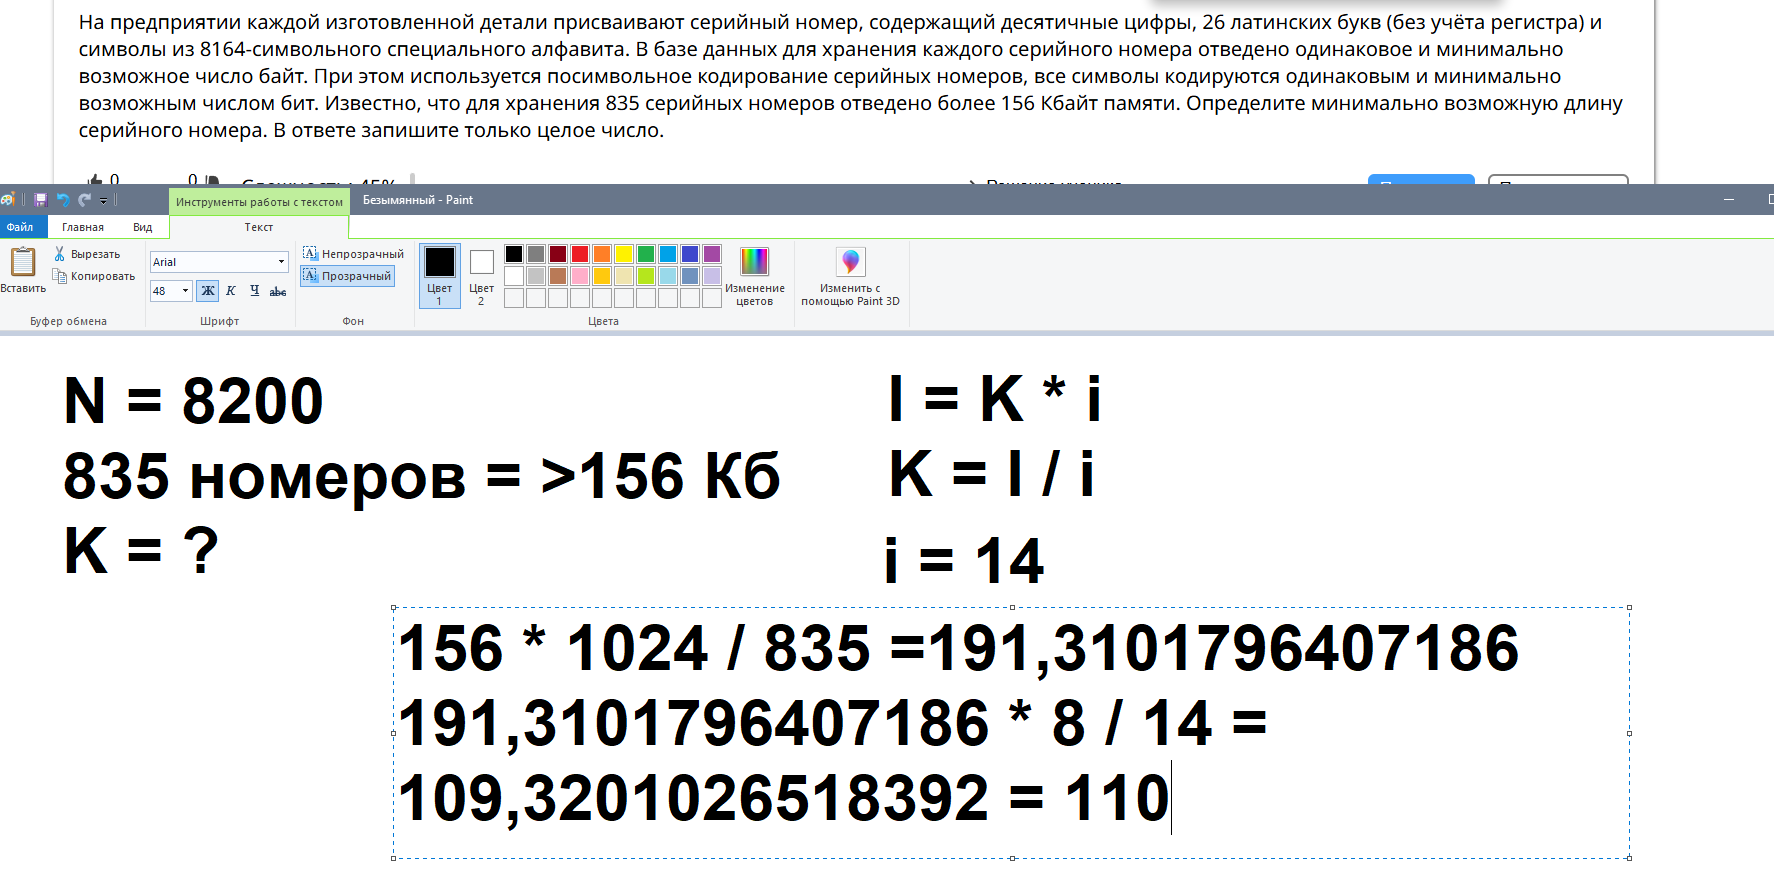 На предприятии каждой изготовленной детали присваивают серийный номер, содержащий десятичные цифры, 26 латинских букв (без учёта регистра) и
символы из 8164-символьного специального алфавита. В базе данных для хранения каждого серийного номера отведено одинаковое и минимально
возможное число байт. При этом используется посимвольное кодирование серийных номеров, все символы кодируются одинаковым и минимально
возможным числом бит. Известно, что для хранения 835 серийных номеров отведено более 156 Кбайт памяти. Определите минимально возможную длину
серийного номера. В ответе запишите только целое число.
0 0
Инструменты работы с текстом Безымянный - Paint
Файл Главная Вид Текст
Вставить Вырезать Копировать
Arial
48 Ж К Ч abc
Непрозрачный
Прозрачный
Цвет 1 Цвет 2
Изменение цветов
Изменить с помощью Paint 3D
Буфер обмена Шрифт Фон Цвета
N = 8200
835 номеров = >156 Кб
K = ?
I = K * i
K = I / i
i = 14
156 * 1024 / 835 =191,3101796407186
191,3101796407186 * 8 / 14 =
109,3201026518392 = 110